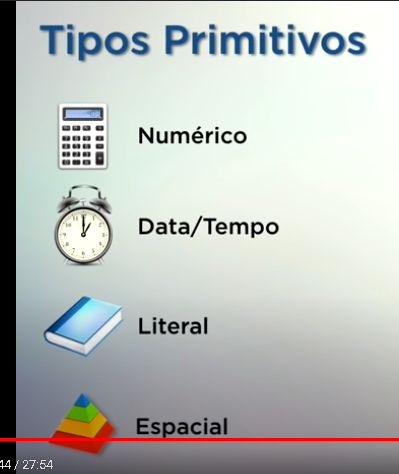 Tipos Primitivos
Numérico
Data/Tempo
Literal
Espacial
44 / 27:54